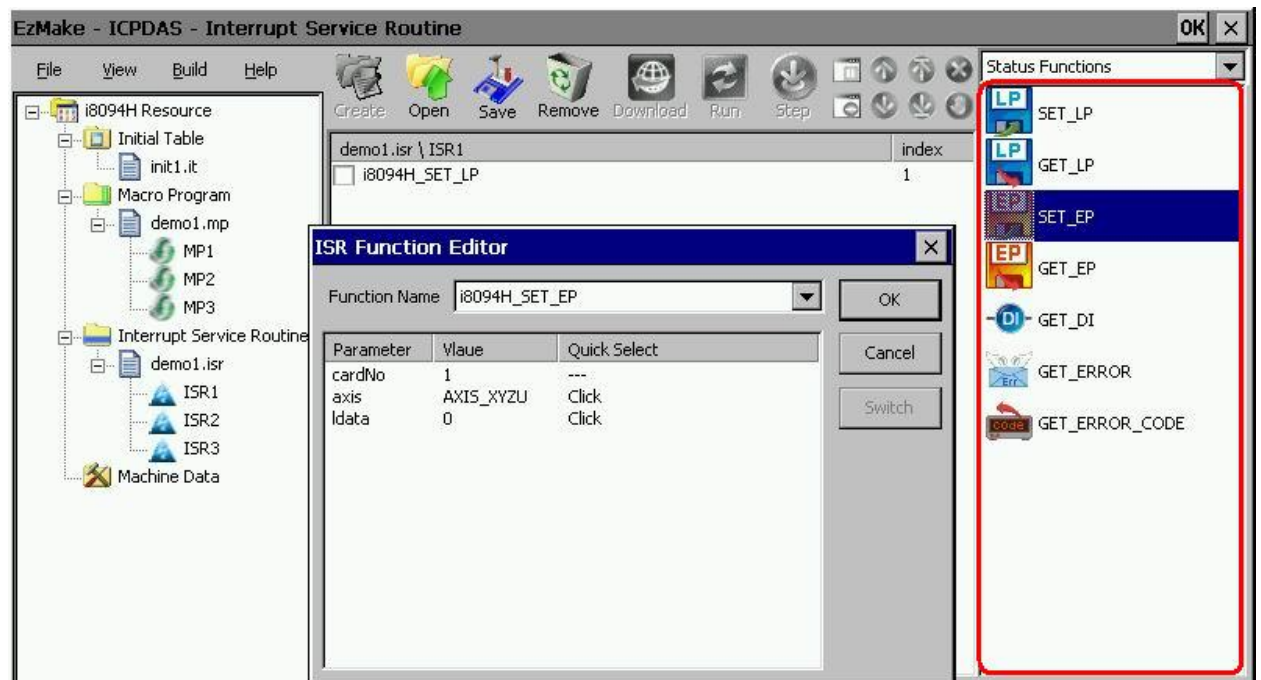 EzMake - ICPDAS - Interrupt Service Routine
OK
File View Build Help
Create Open Save Remove Download Run Step
Status Functions
i8094H Resource
Initial Table
init1.it
Macro Program
demo1.mp
MP1
MP2
MP3
Interrupt Service Routine
demo1.isr
ISR1
ISR2
ISR3
Machine Data
demo1.isr \ ISR1 index
i8094H_SET_LP 1
ISR Function Editor
Function Name i8094H_SET_EP OK
Parameter Vlaue Quick Select Cancel
cardNo 1 ---
axis AXIS_XYZU Click
ldata 0 Click
Switch
LP SET_LP
LP GET_LP
EP SET_EP
EP GET_EP
DI GET_DI
Err GET_ERROR
code GET_ERROR_CODE